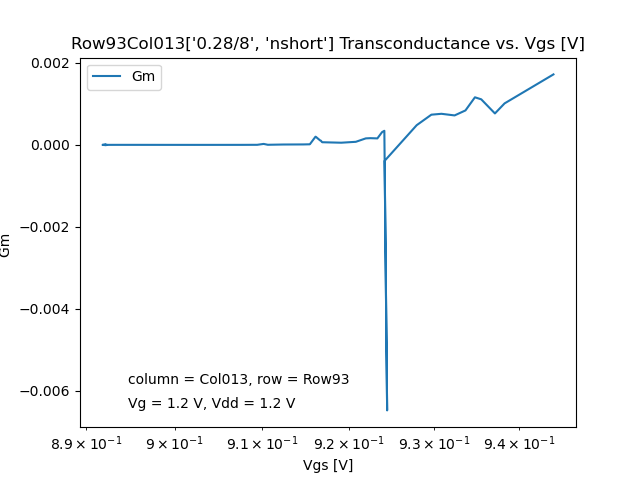 Row93Col013['0.28/8', 'nshort'] Transconductance vs. Vgs [V]
Gm
0.002
0.000
−0.002
−0.004
−0.006
Gm
column = Col013, row = Row93
Vg = 1.2 V, Vdd = 1.2 V
8.9 × 10⁻¹ 9 × 10⁻¹ 9.1 × 10⁻¹ 9.2 × 10⁻¹ 9.3 × 10⁻¹ 9.4 × 10⁻¹
Vgs [V]